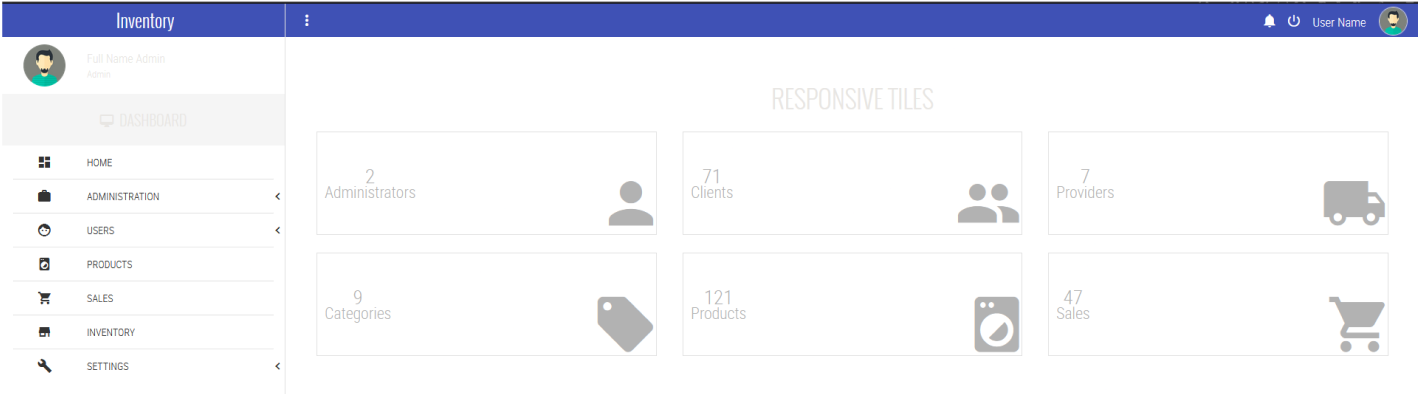 Inventory
User Name
Full Name Admin
Admin
DASHBOARD
HOME
ADMINISTRATION
USERS
PRODUCTS
SALES
INVENTORY
SETTINGS
RESPONSIVE TILES
2
Administrators
71
Clients
7
Providers
9
Categories
121
Products
47
Sales